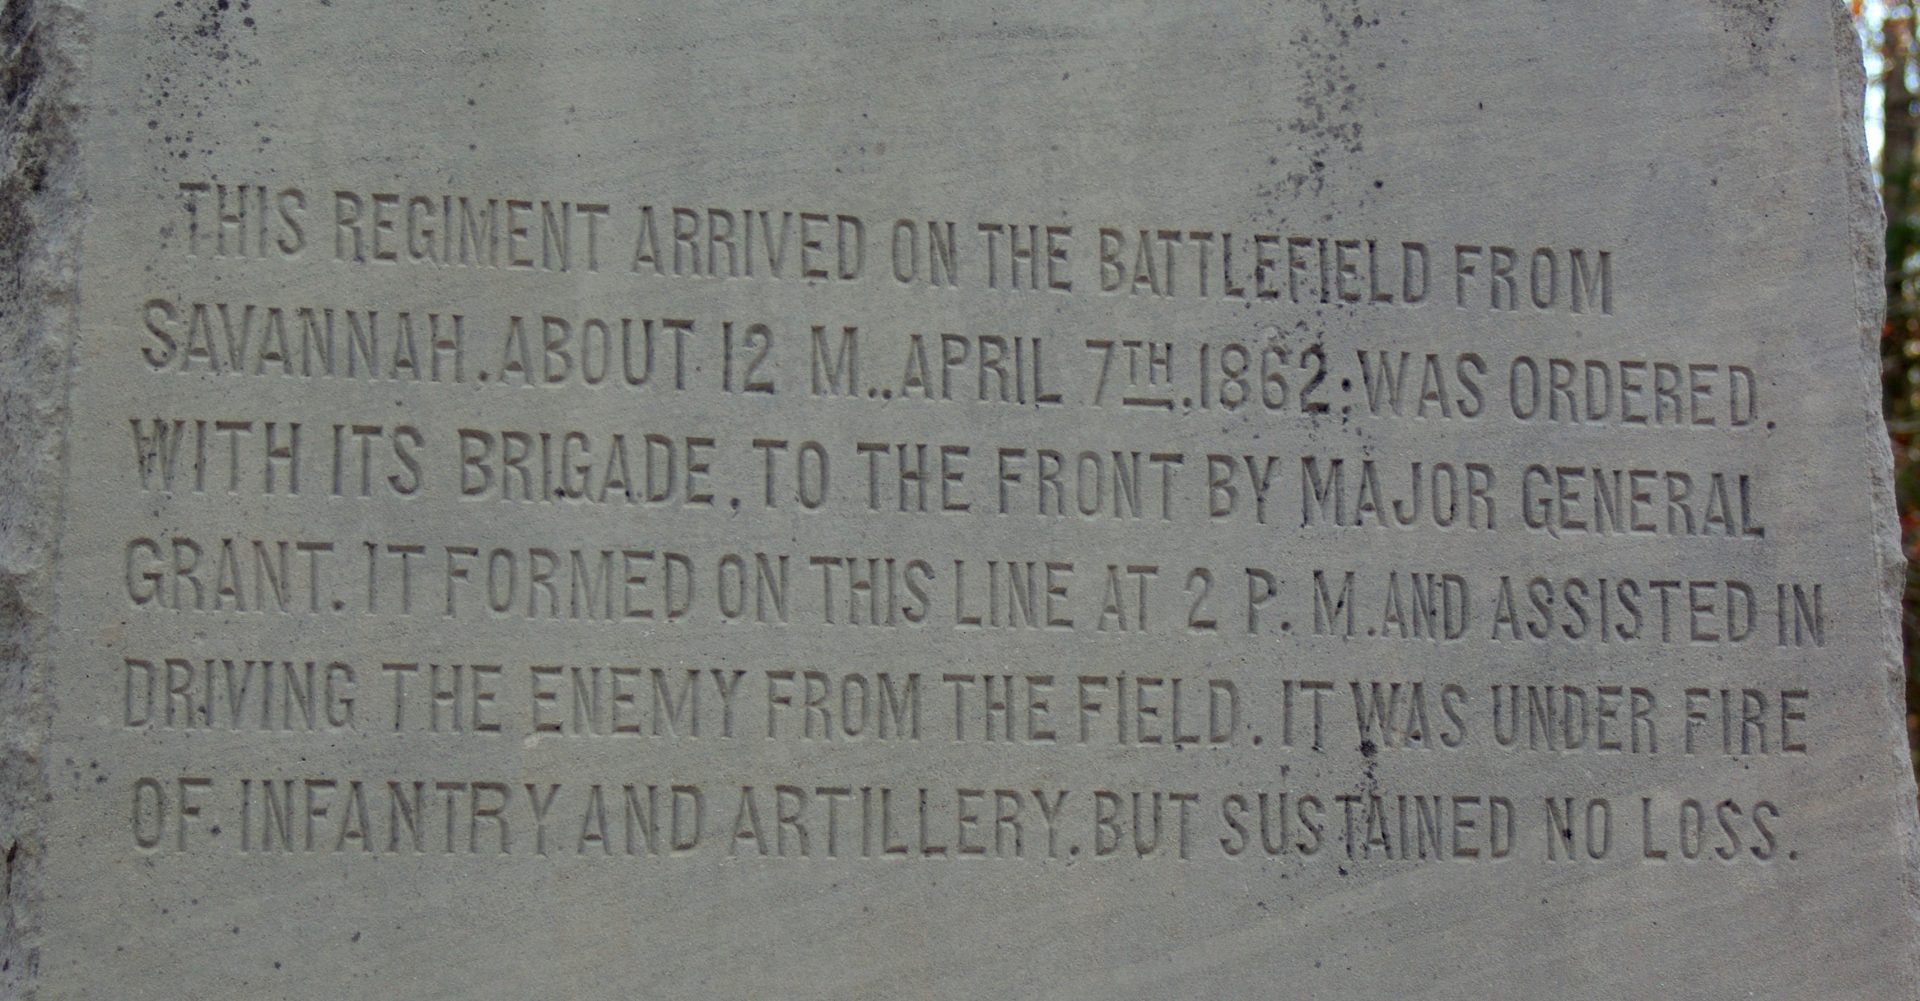 THIS REGIMENT ARRIVED ON THE BATTLEFIELD FROM
SAVANNAH. ABOUT 12 M., APRIL 7TH, 1862; WAS ORDERED,
WITH ITS BRIGADE, TO THE FRONT BY MAJOR GENERAL
GRANT. IT FORMED ON THIS LINE AT 2 P. M. AND ASSISTED IN
DRIVING THE ENEMY FROM THE FIELD. IT WAS UNDER FIRE
OF INFANTRY AND ARTILLERY. BUT SUSTAINED NO LOSS.